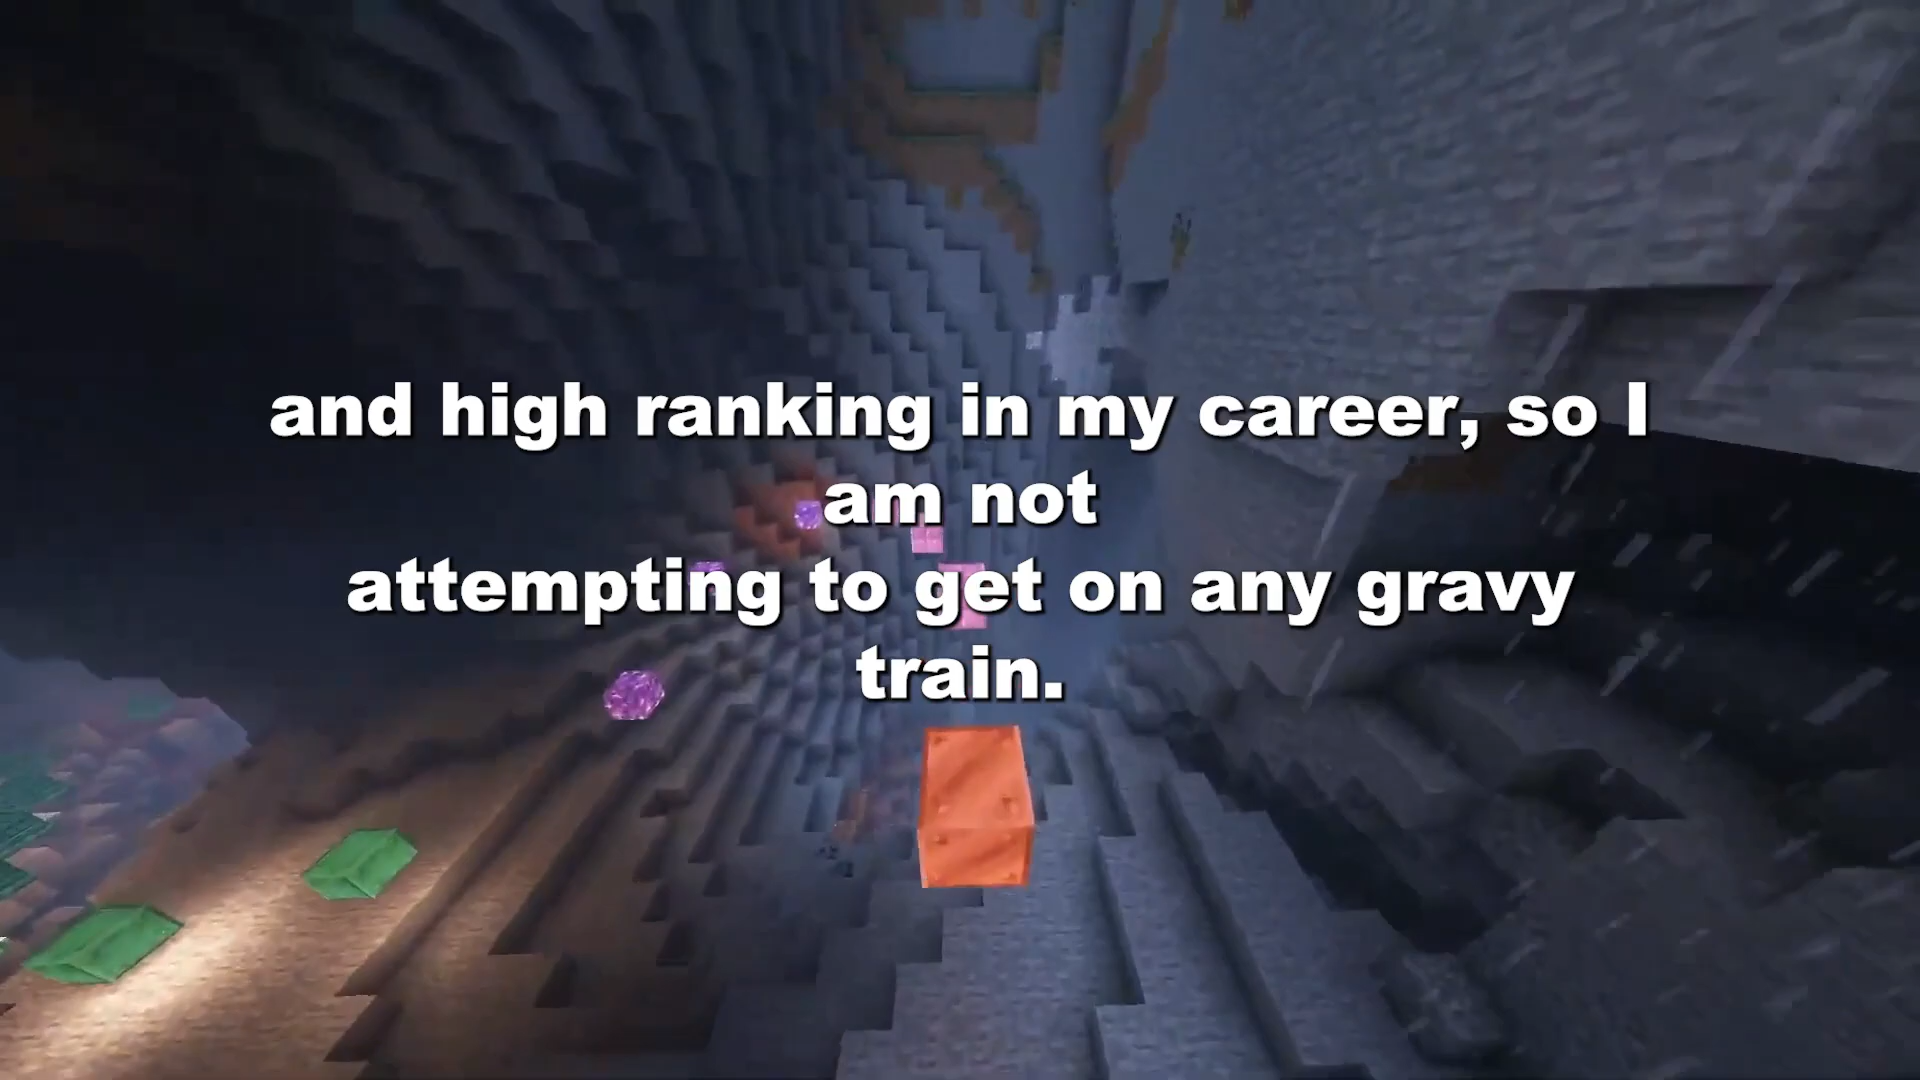 and high ranking in my career, so I
am not
attempting to get on any gravy
train.